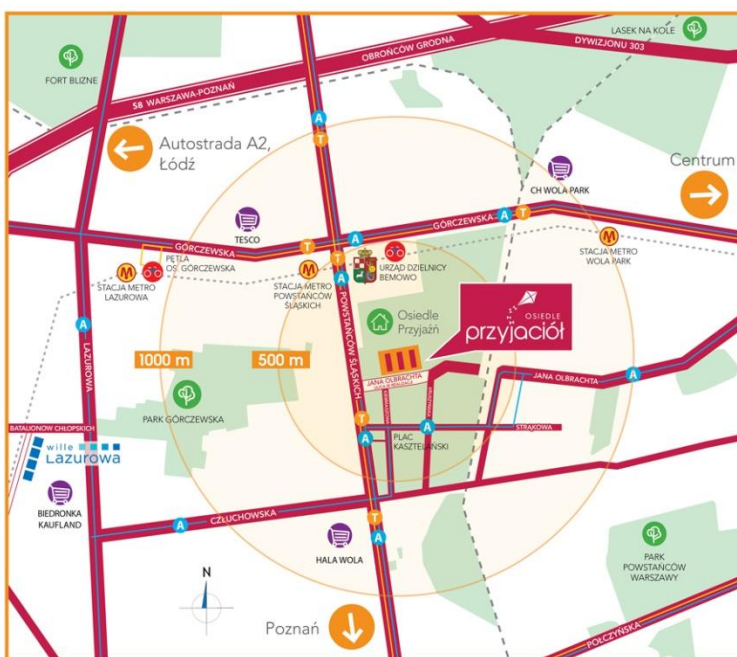 LASEK NA KOLE
DYWIZJONU 303
OBROŃCÓW GRODNA
FORT BLIZNE
S8 WARSZAWA-POZNAŃ
A
T
Autostrada A2,
Łódź
Centrum
CH WOLA PARK
TESCO
GÓRCZEWSKA
A
GÓRCZEWSKA
A
T
T
T
A
M
STACJA METRO
LAZUROWA
PĘTLA
OS. GÓRCZEWSKA
M
STACJA METRO
POWSTAŃCÓW
ŚLĄSKICH
URZĄD DZIELNICY
BEMOWO
M
STACJA METRO
WOLA PARK
A
LAZUROWA
POWSTAŃCÓW ŚLĄSKICH
Osiedle
Przyjaźń
OSIEDLE
przyjaciół
1000 m
500 m
JANA OLBRACHTA
JANA OLBRACHTA
A
PARK GÓRCZEWSKA
T
A
PLAC
KASZTELAŃSKI
A
STRĄKOWA
BATALIONÓW CHŁOPSKICH
wille
Lazurowa
BIEDRONKA
KAUFLAND
A
CZŁUCHOWSKA
T
A
HALA WOLA
PARK
POWSTAŃCÓW
WARSZAWY
N
Poznań
POŁCZYŃSKA